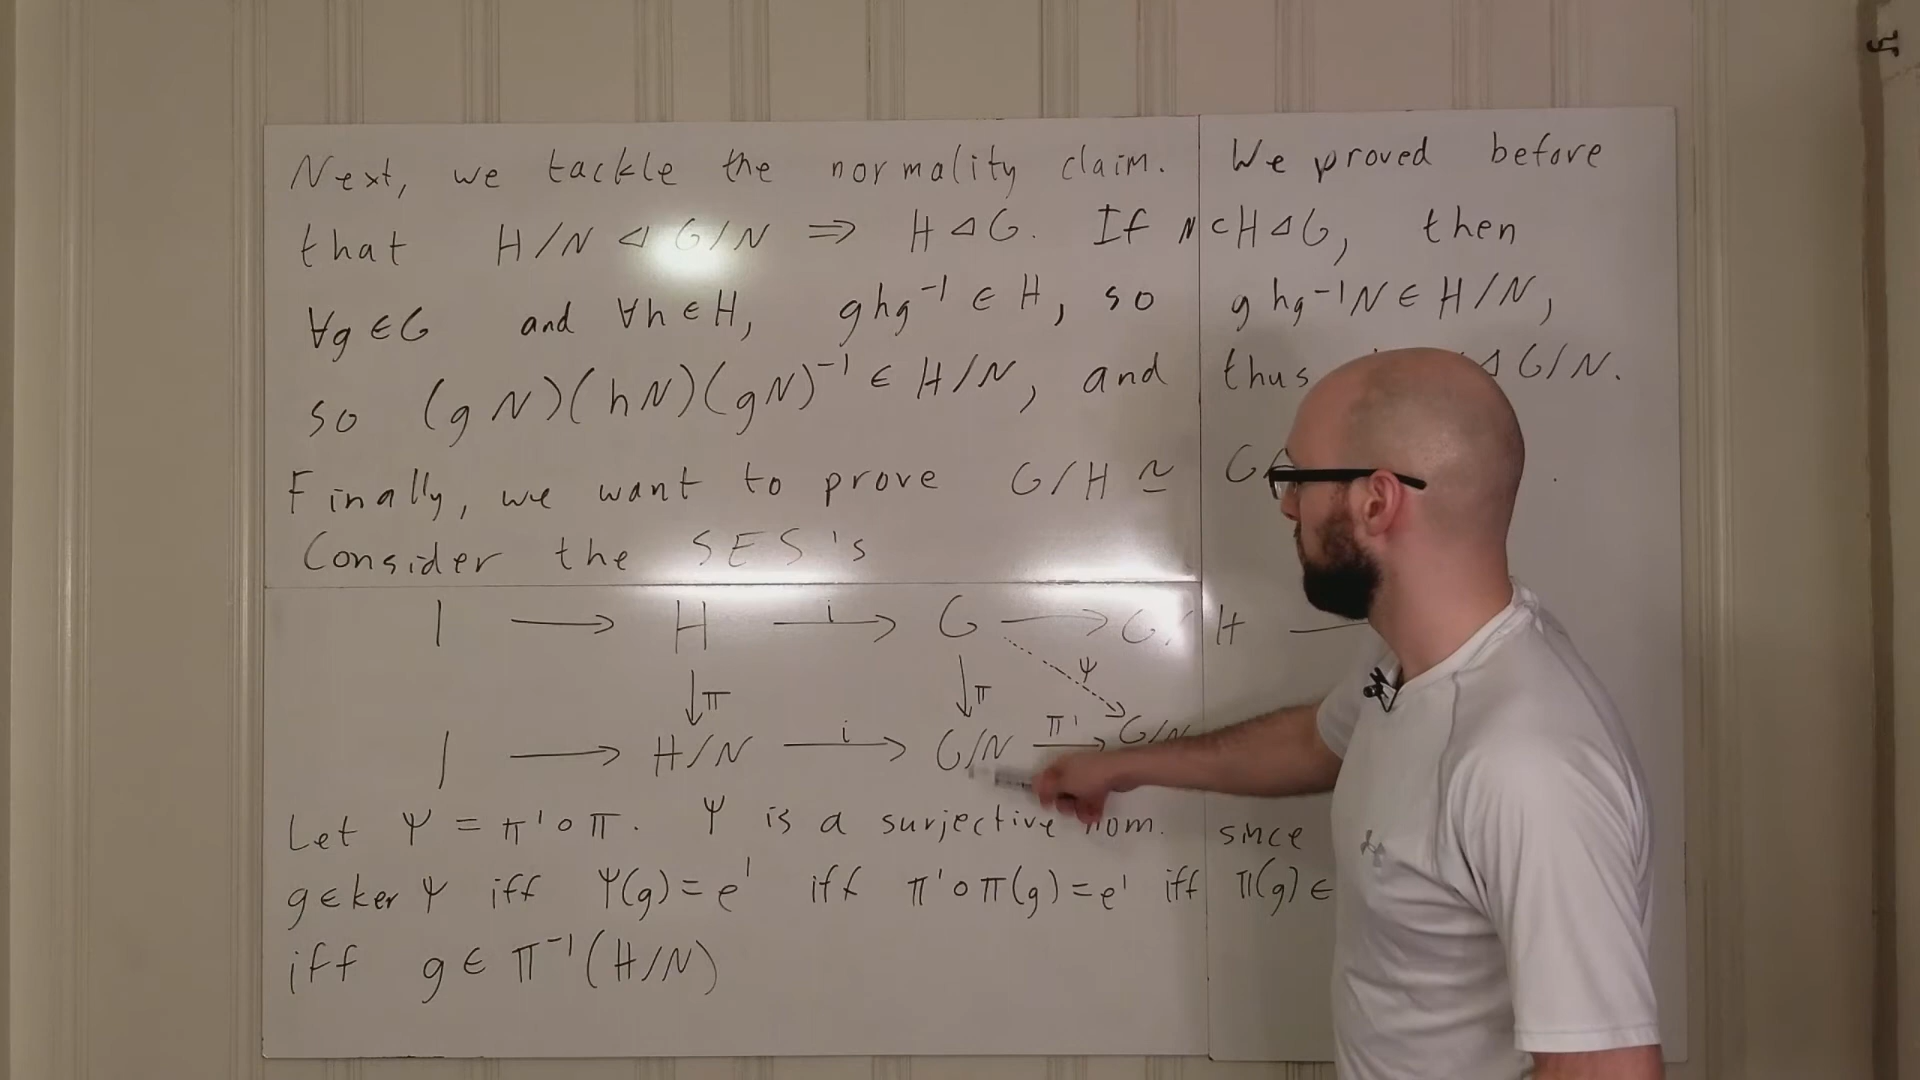 Next, we tackle the normality claim. We proved before
that H/N ⊲ G/N ⇒ H ⊲ G. If N ⊂ H ⊲ G, then
∀g ∈ G and ∀h ∈ H, ghg⁻¹ ∈ H, so ghg⁻¹N ∈ H/N,
so (gN)(hN)(gN)⁻¹ ∈ H/N, and thus ⊲ G/N.
Finally, we want to prove G/H ≃
Consider the SES's
1 → H i→ G → G/H
↓π ↓π ψ
1 → H/N i→ G/N π'→ G/N
Let ψ = π'∘π. ψ is a surjective hom. since
g ∈ ker ψ iff ψ(g) = e' iff π'∘π(g) = e' iff π(g) ∈
iff g ∈ π⁻¹(H/N)